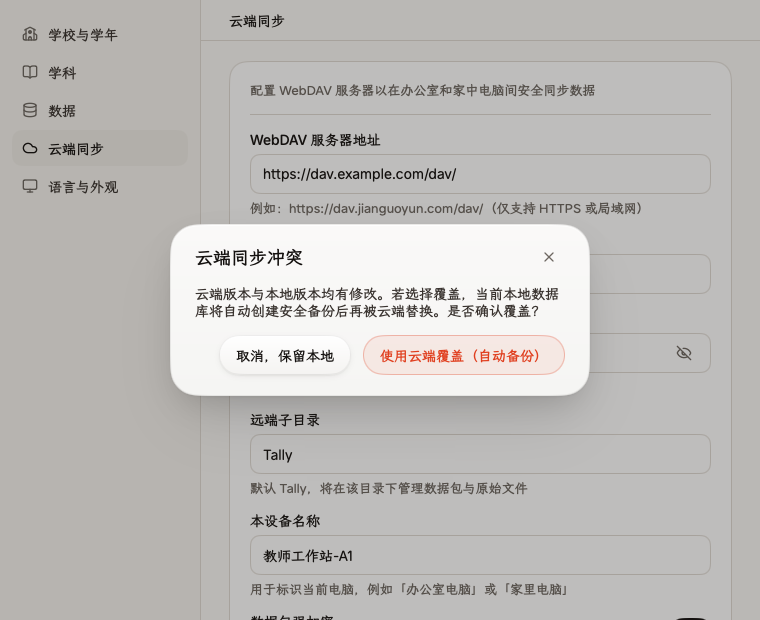 学校与学年
学科
数据
云端同步
语言与外观
云端同步
配置 WebDAV 服务器以在办公室和家中电脑间安全同步数据
WebDAV 服务器地址
https://dav.example.com/dav/
例如：https://dav.jianguoyun.com/dav/（仅支持 HTTPS 或局域网）
云端同步冲突
云端版本与本地版本均有修改。若选择覆盖，当前本地数据
库将自动创建安全备份后再被云端替换。是否确认覆盖？
取消，保留本地
使用云端覆盖（自动备份）
远端子目录
Tally
默认 Tally，将在该目录下管理数据包与原始文件
本设备名称
教师工作站-A1
用于标识当前电脑，例如「办公室电脑」或「家里电脑」